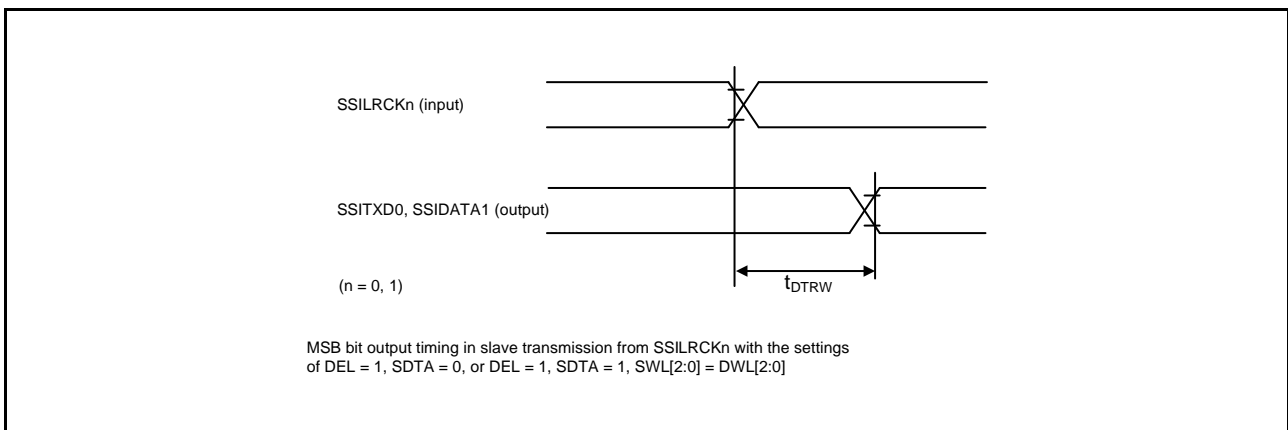 SSILRCKn (input)
SSITXD0, SSIDATA1 (output)
tDTRW
(n = 0, 1)
MSB bit output timing in slave transmission from SSILRCKn with the settings
of DEL = 1, SDTA = 0, or DEL = 1, SDTA = 1, SWL[2:0] = DWL[2:0]